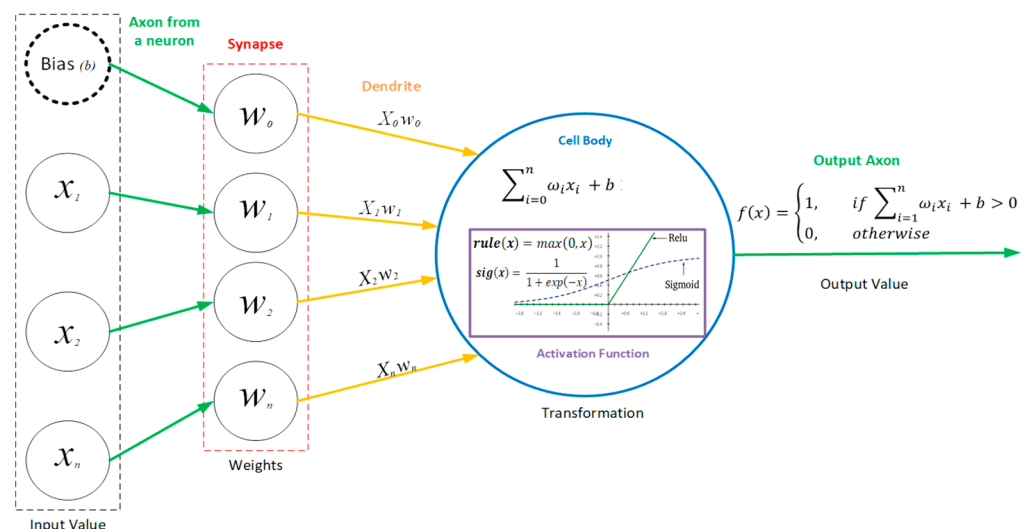 Axon from
a neuron
Bias (b)
Synapse
w₀
Dendrite
X₀w₀
x₁
w₁
X₁w₁
x₂
w₂
X₂w₂
xₙ
wₙ
Xₙwₙ
Input Value
Weights
Cell Body
∑ⁿᵢ₌₀ ωᵢxᵢ + b
rule(x) = max(0, x)
sig(x) = 1 / 1 + exp(−x)
Relu
Sigmoid
Activation Function
Transformation
Output Axon
f(x) = {1, if ∑ⁿᵢ₌₁ ωᵢxᵢ + b > 0
0, otherwise
Output Value